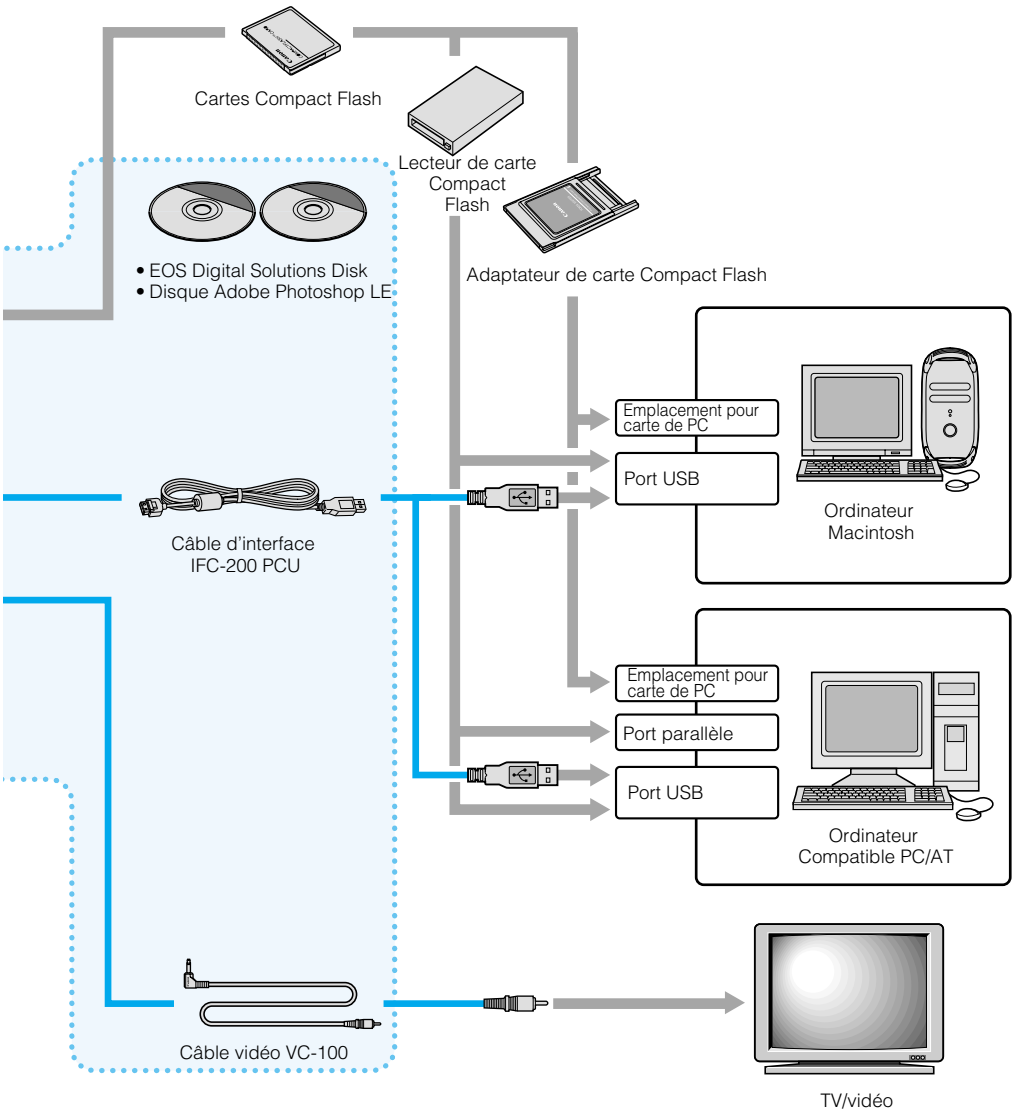 Cartes Compact Flash
Lecteur de carte
Compact
Flash
• EOS Digital Solutions Disk
• Disque Adobe Photoshop LE
Adaptateur de carte Compact Flash
Emplacement pour
carte de PC
Port USB
Ordinateur
Macintosh
Câble d’interface
IFC-200 PCU
Emplacement pour
carte de PC
Port parallèle
Port USB
Ordinateur
Compatible PC/AT
Câble vidéo VC-100
TV/vidéo